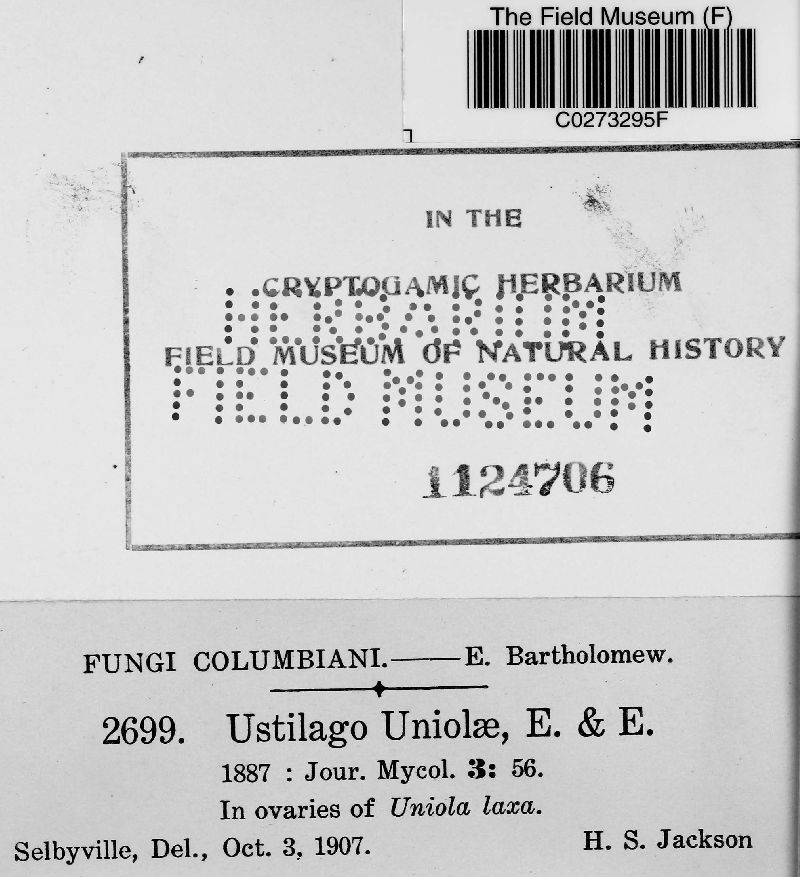 The Field Museum (F)
C0273295F
IN THE
CRYPTOGAMIC HERBARIUM
HERBARIUM
FIELD MUSEUM OF NATURAL HISTORY
FIELD MUSEUM
1124706
FUNGI COLUMBIANI.——E. Bartholomew.
2699. Ustilago Uniolæ, E. & E.
1887 : Jour. Mycol. 3: 56.
In ovaries of Uniola laxa.
Selbyville, Del., Oct. 3, 1907. H. S. Jackson